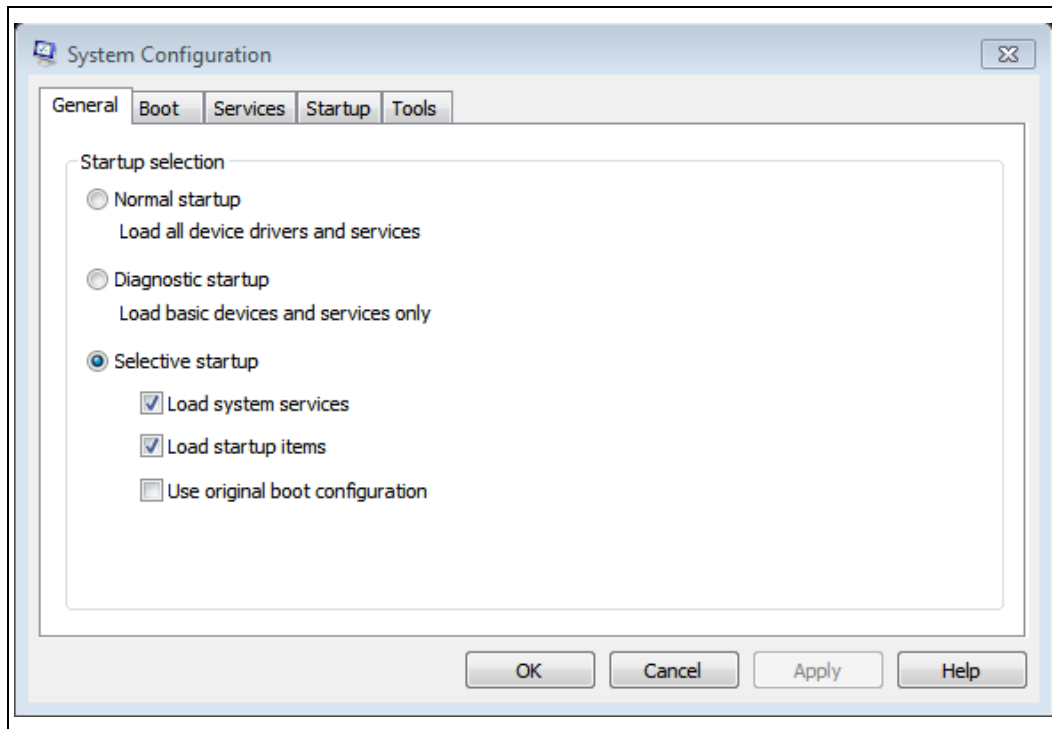 System Configuration
General Boot Services Startup Tools
Startup selection
Normal startup
Load all device drivers and services
Diagnostic startup
Load basic devices and services only
Selective startup
Load system services
Load startup items
Use original boot configuration
OK Cancel Apply Help